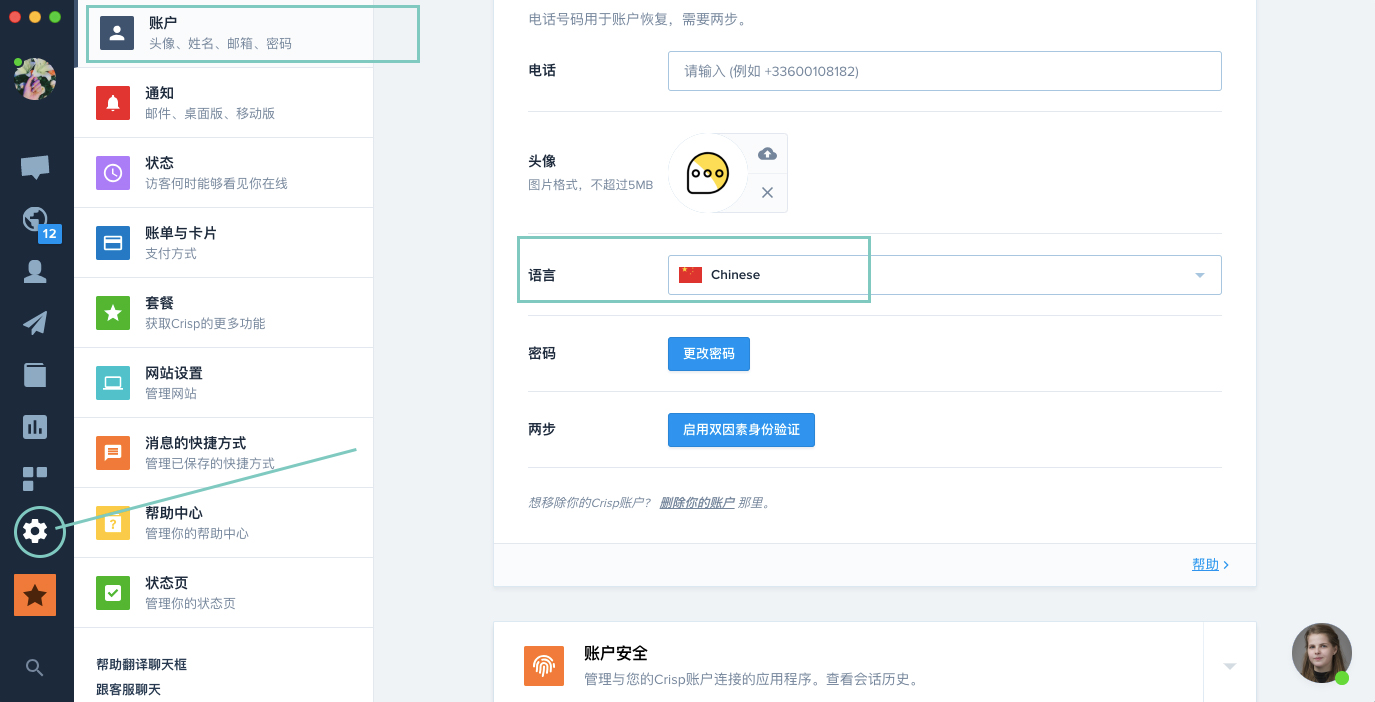 12
账户
头像、姓名、邮箱、密码
通知
邮件、桌面版、移动版
状态
访客何时能够看见你在线
账单与卡片
支付方式
套餐
获取Crisp的更多功能
网站设置
管理网站
消息的快捷方式
管理已保存的快捷方式
帮助中心
管理你的帮助中心
状态页
管理你的状态页
帮助翻译聊天框
跟客服聊天
电话号码用于账户恢复，需要两步。
电话
请输入 (例如 +33600108182)
头像
图片格式，不超过5MB
语言
Chinese
密码
更改密码
两步
启用双因素身份验证
想移除你的Crisp账户? 删除你的账户 那里。
帮助
账户安全
管理与您的Crisp账户连接的应用程序。查看会话历史。